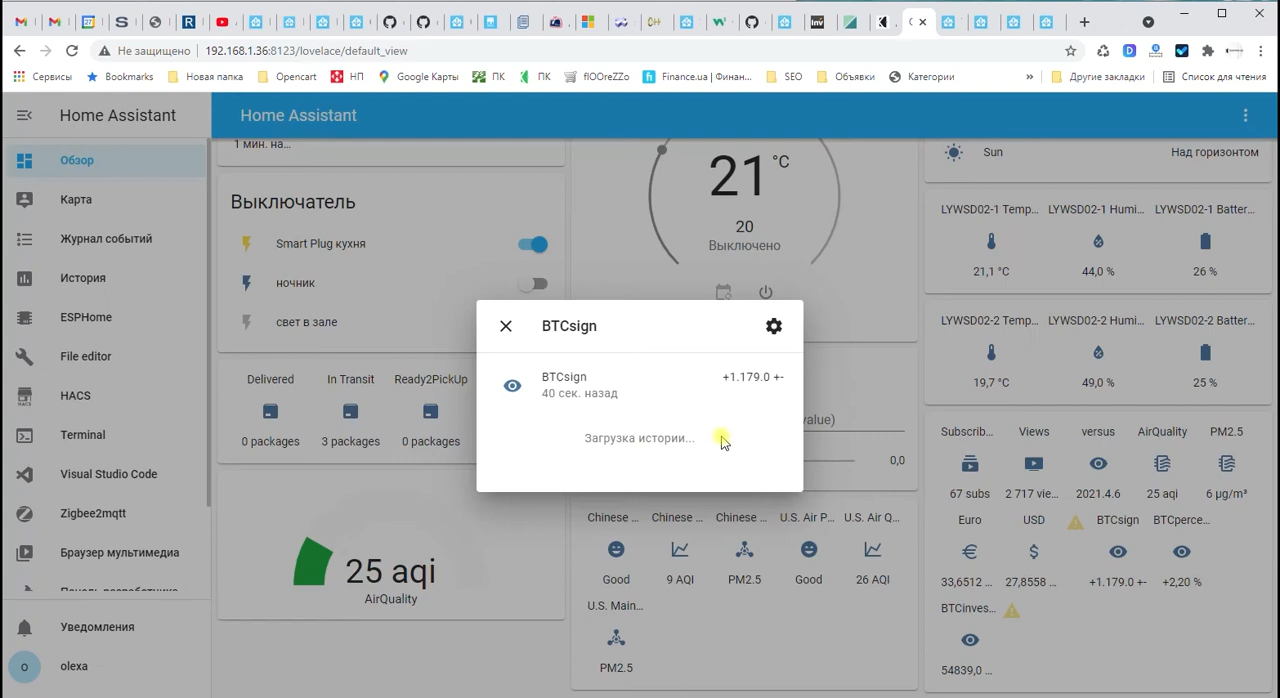 Не защищено 192.168.1.36:8123/lovelace/default_view
Сервисы Bookmarks Новая папка Opencart НП Google Карты ПК ПК flOOreZZo Finance.ua | Финан... SEO Объявки Категории » Другие закладки Список для чтения
Home Assistant
Обзор
Карта
Журнал событий
История
ESPHome
File editor
HACS
Terminal
Visual Studio Code
Zigbee2mqtt
Браузер мультимедиа
Панель разработчика
Уведомления
o olexa
Home Assistant
1 мин. на...
Выключатель
Smart Plug кухня
ночник
свет в зале
Delivered In Transit Ready2PickUp
0 packages 3 packages 0 packages
25 aqi
AirQuality
21 °C
20
Выключено
BTCsign
BTCsign +1.179.0 +-
40 сек. назад
Загрузка истории...
value)
0,0
Chinese ... Chinese ... Chinese ... U.S. Air P... U.S. Air Q...
Good 9 AQI PM2.5 Good 26 AQI
U.S. Main...
PM2.5
Sun Над горизонтом
LYWSD02-1 Temp... LYWSD02-1 Humi... LYWSD02-1 Batter...
21,1 °C 44,0 % 26 %
LYWSD02-2 Temp... LYWSD02-2 Humi... LYWSD02-2 Batter...
19,7 °C 49,0 % 25 %
Subscrib... Views versus AirQuality PM2.5
67 subs 2 717 vie... 2021.4.6 25 aqi 6 µg/m³
Euro USD BTCsign BTCperce...
33,6512 ... 27,8558 ... +1.179.0 +- +2,20 %
BTCinves...
54839,0 ...